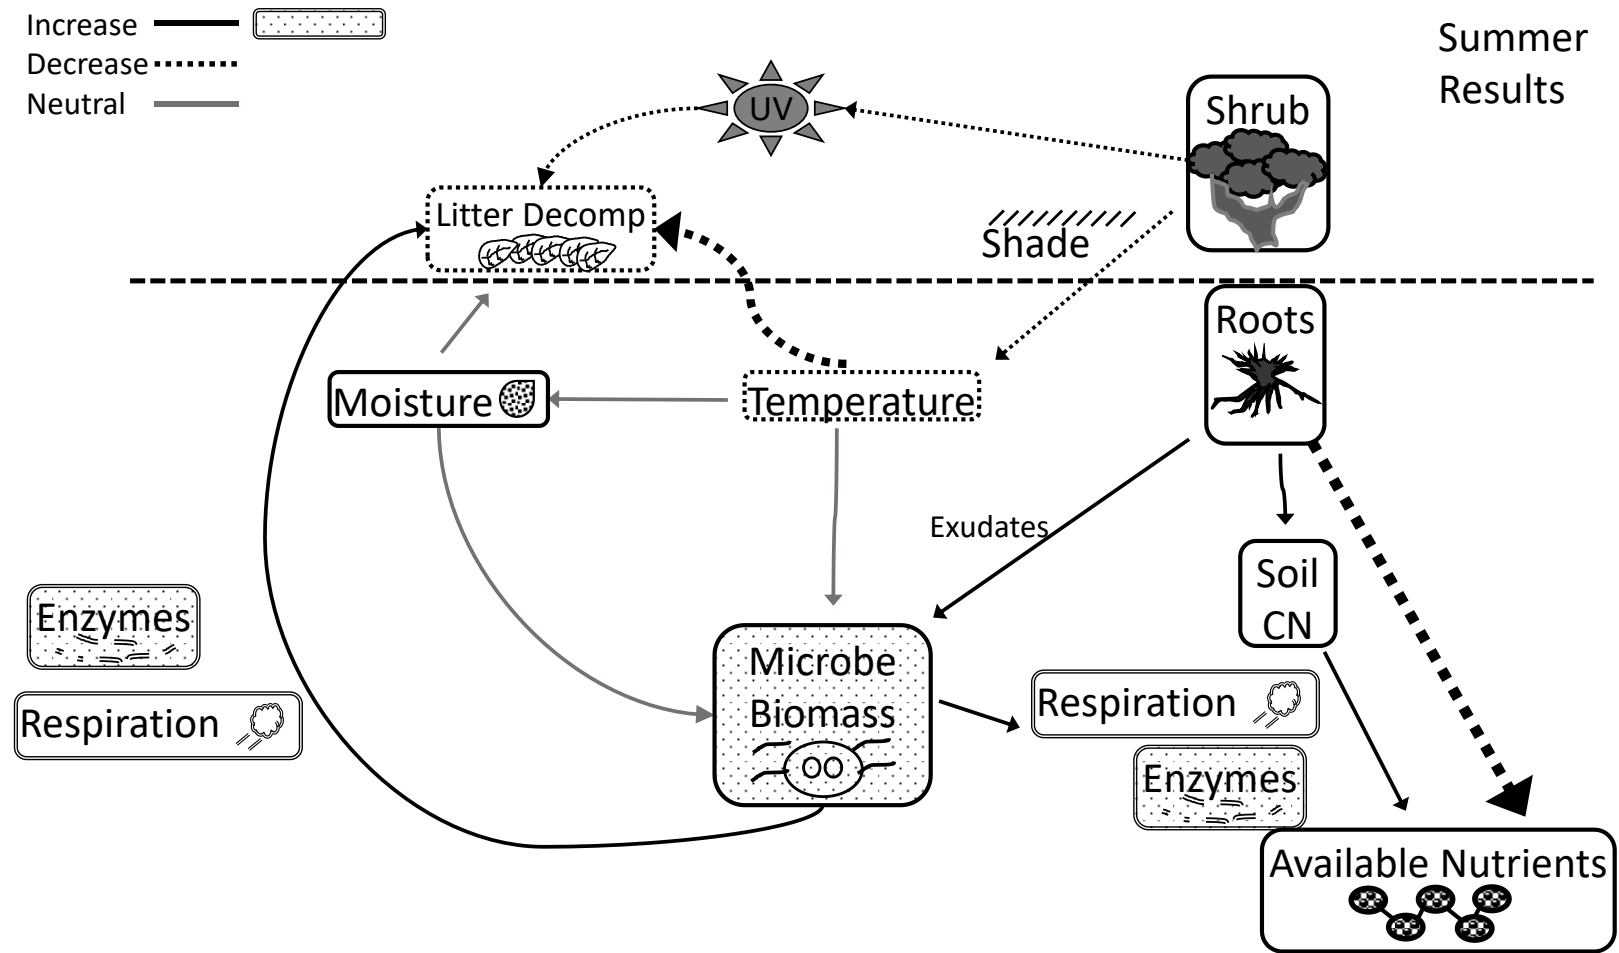 Increase
Decrease
Neutral
Summer
Results
UV
Shrub
Litter Decomp
Shade
Roots
Moisture
Temperature
Exudates
Soil
CN
Enzymes
Respiration
Microbe
Biomass
Respiration
Enzymes
Available Nutrients